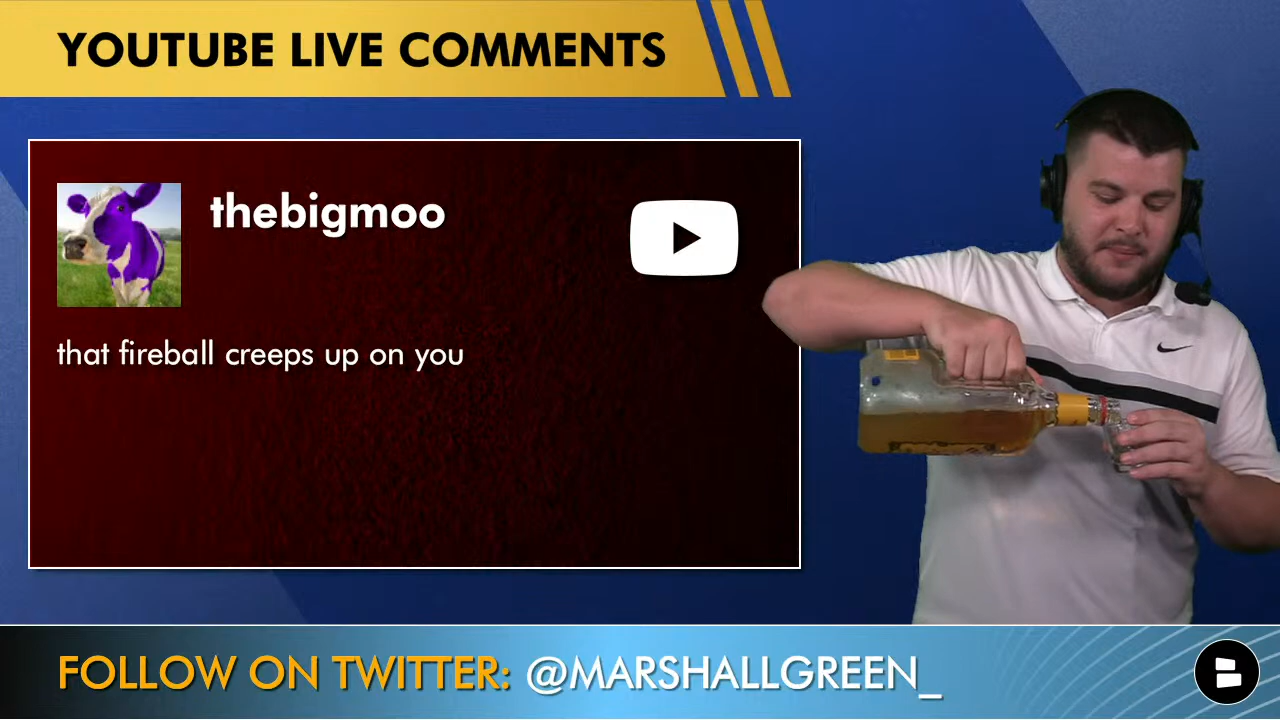 YOUTUBE LIVE COMMENTS
thebigmoo
that fireball creeps up on you
FOLLOW ON TWITTER: @MARSHALLGREEN_